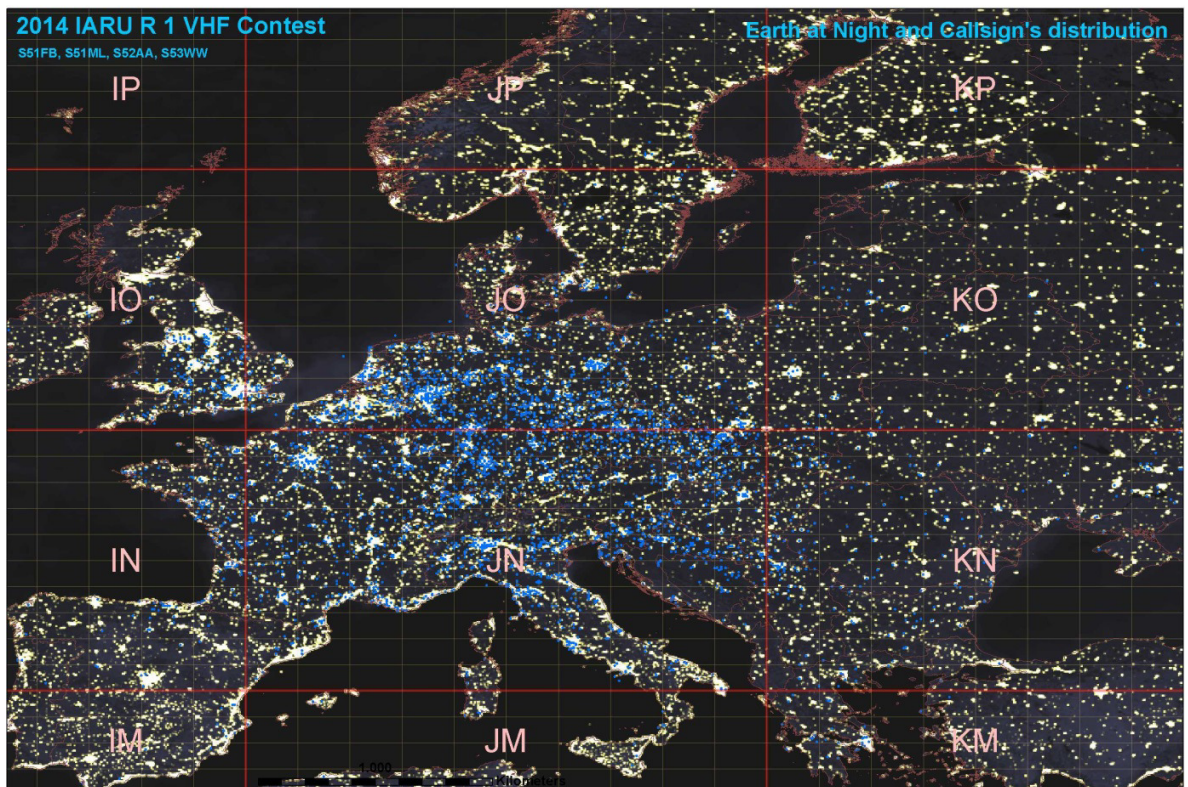 2014 IARU R 1 VHF Contest
Earth at Night and Callsign's distribution
S51FB, S51ML, S52AA, S53WW
IP
JP
KP
IO
JO
KO
IN
JN
KN
IM
JM
KM
1,000
Kilometers